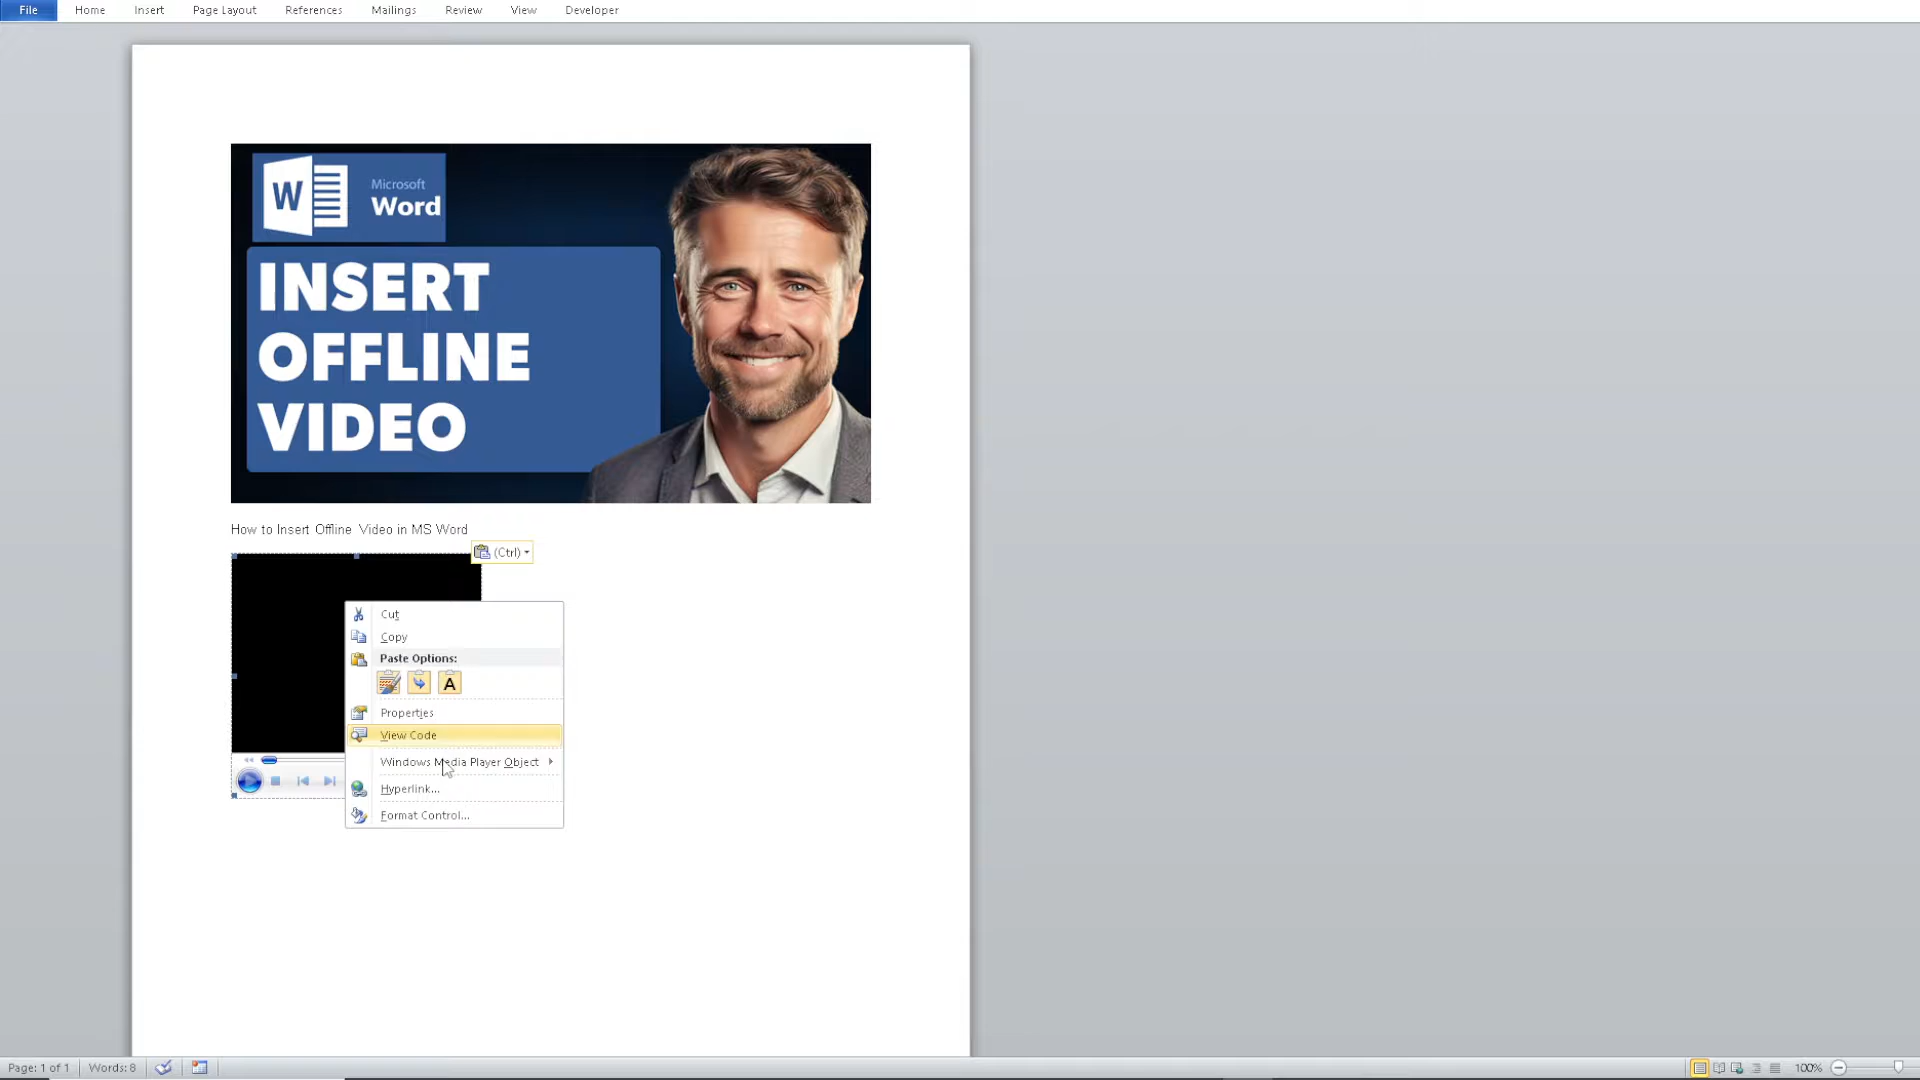 File Home Insert Page Layout References Mailings Review View Developer
W
Microsoft
Word
INSERT
OFFLINE
VIDEO
How to Insert Offline Video in MS Word
(Ctrl)
Cut
Copy
Paste Options:
A
Properties
View Code
Windows Media Player Object
Hyperlink...
Format Control...
Page: 1 of 1 Words: 8 100%